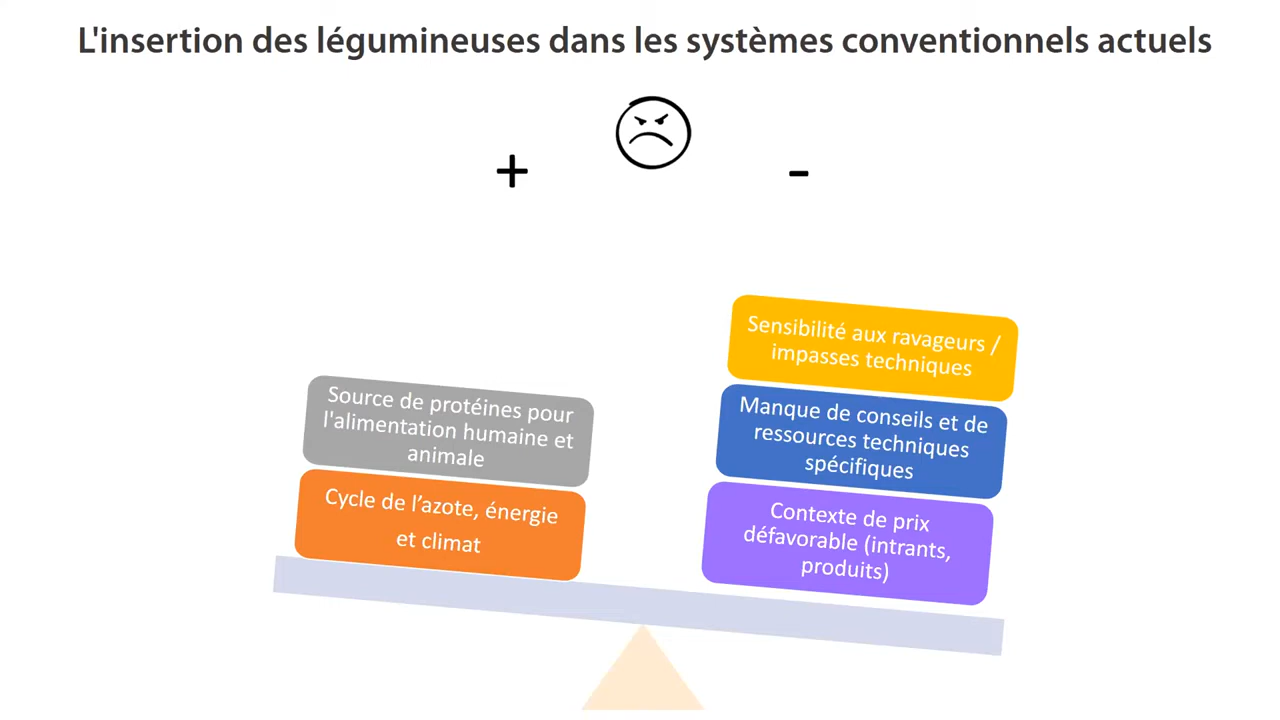 L'insertion des légumineuses dans les systèmes conventionnels actuels
+
-
Source de protéines pour
l'alimentation humaine et
animale
Cycle de l’azote, énergie
et climat
Sensibilité aux ravageurs /
impasses techniques
Manque de conseils et de
ressources techniques
spécifiques
Contexte de prix
défavorable (intrants,
produits)